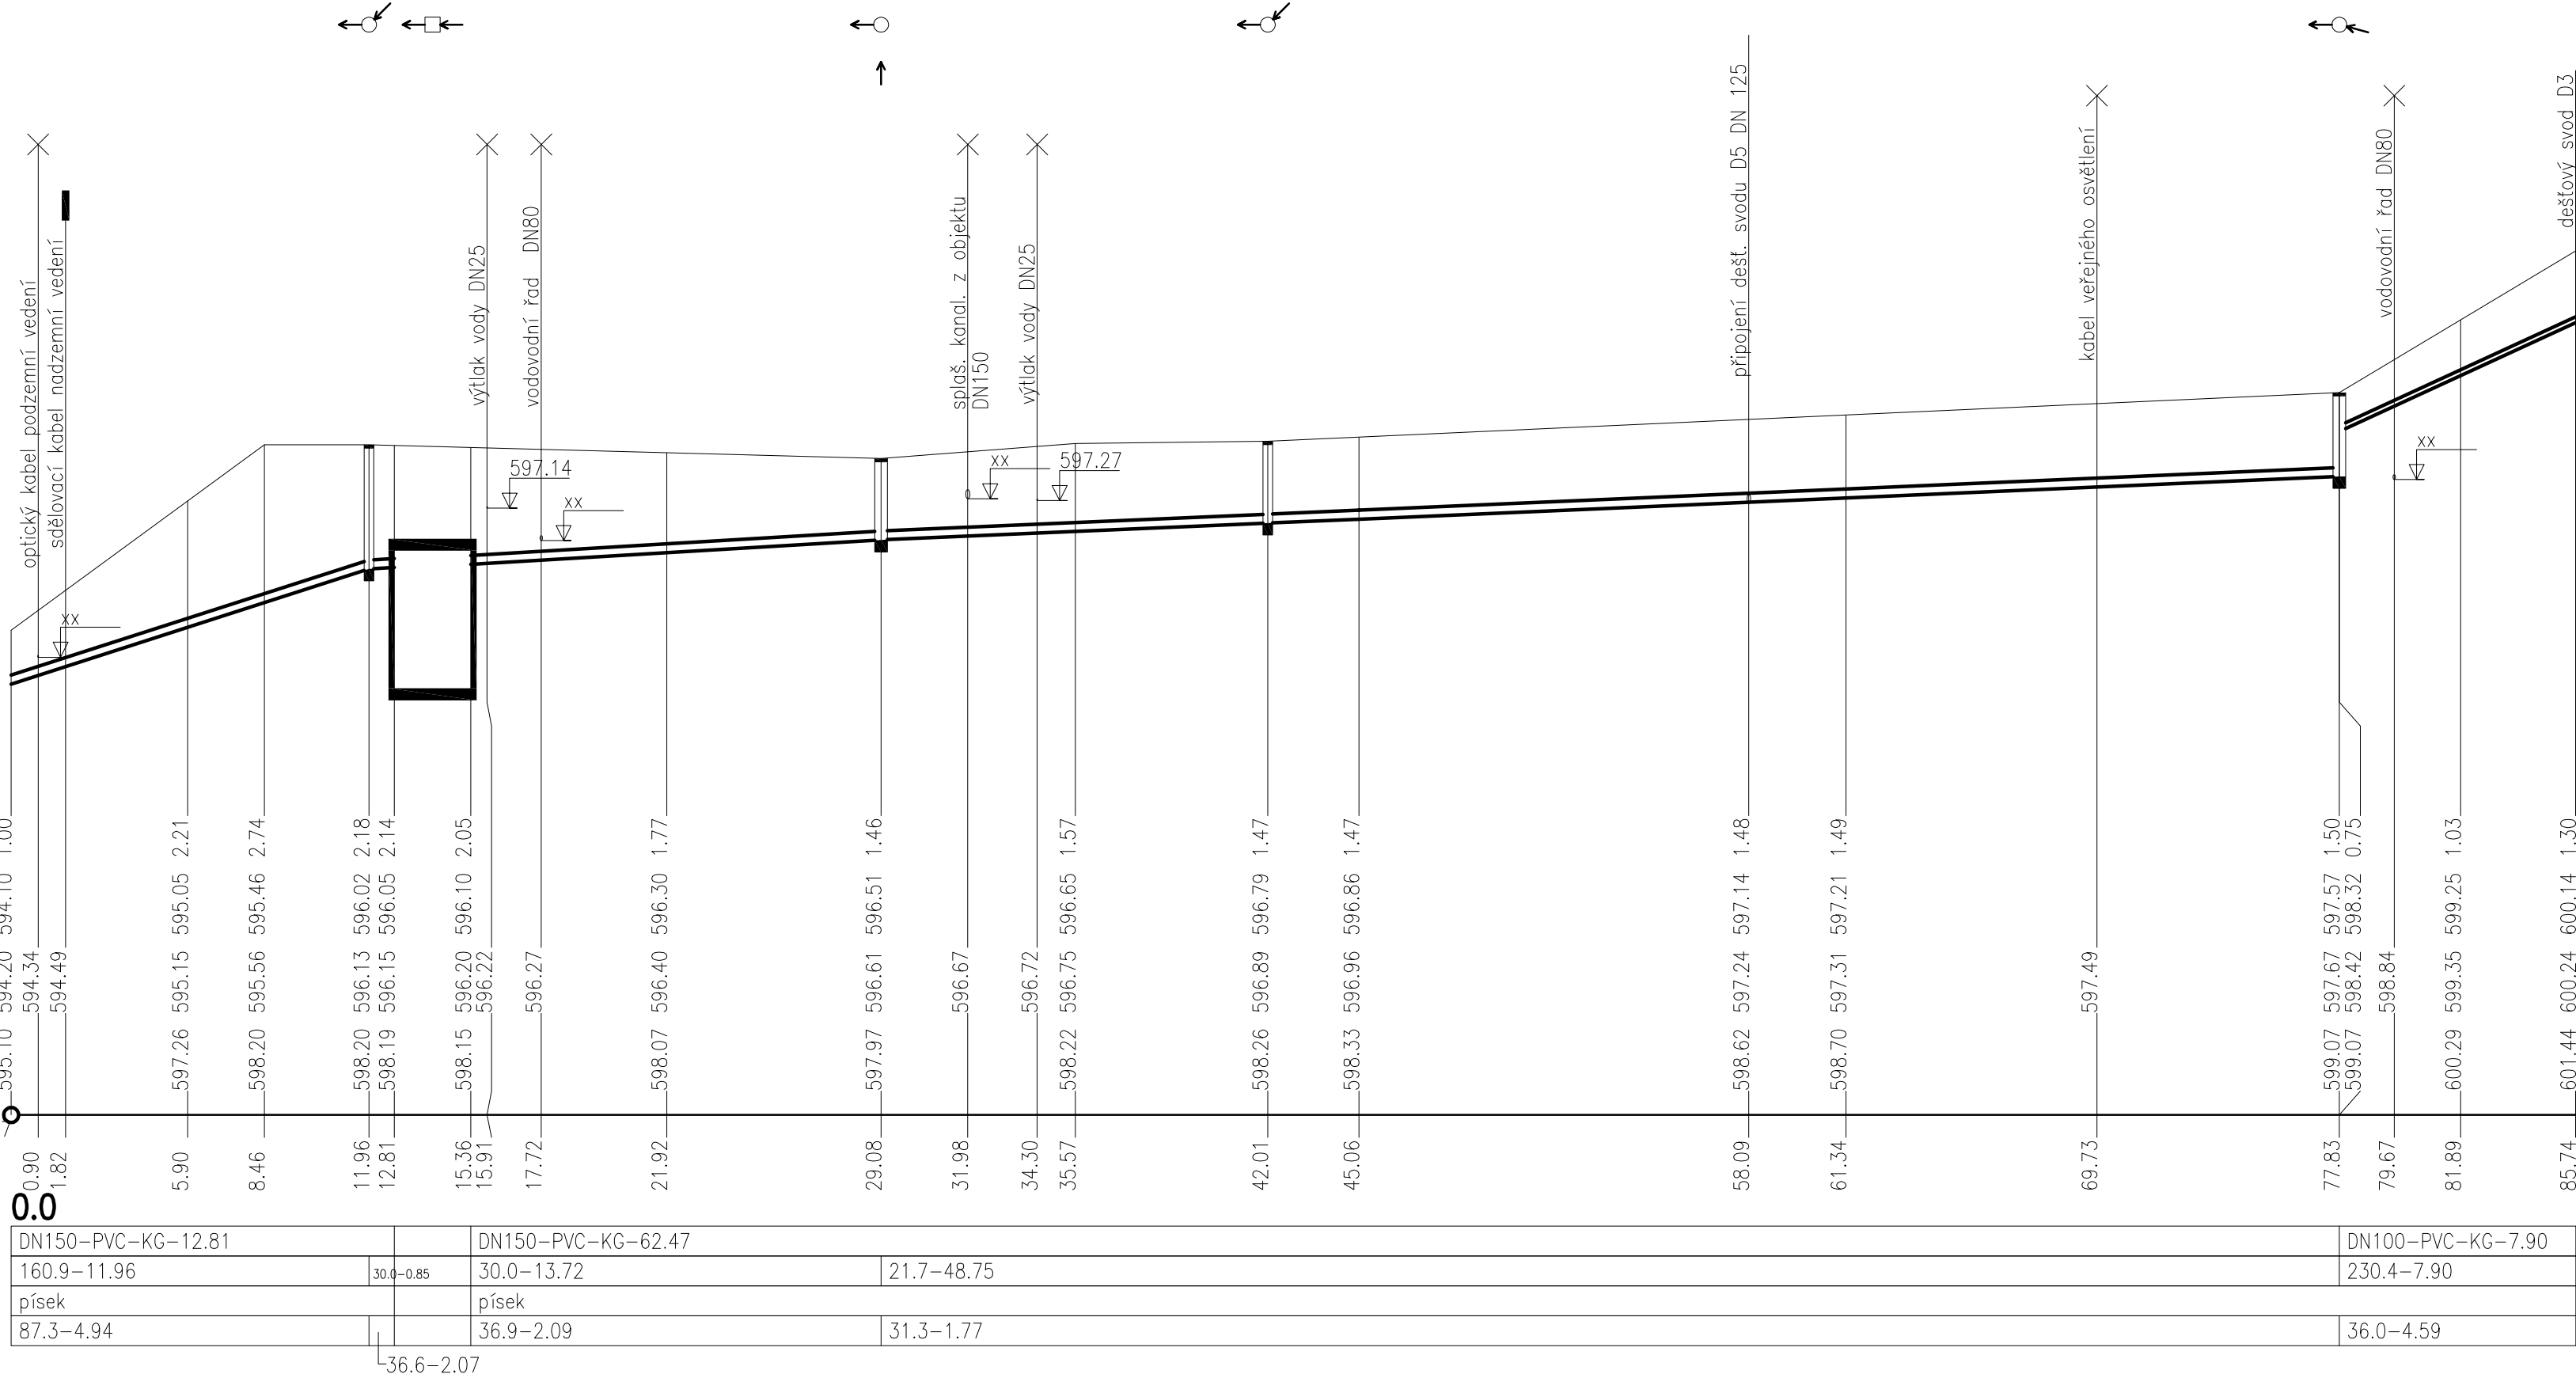 optický kabel podzemní vedení
sdělovací kabel nadzemní vedení
výtlak vody DN25
vodovodní řad DN80
splaš. kanal. z objektu
DN150
výtlak vody DN25
připojení dešť. svodu D5 DN 125
kabel veřejného osvětlení
vodovodní řad DN80
dešťový svod D3
xx
597.14
xx
xx
597.27
xx
595.10 594.20 594.10 1.00
594.34
594.49
597.26 595.15 595.05 2.21
598.20 595.56 595.46 2.74
598.20 596.13 596.02 2.18
598.19 596.15 596.05 2.14
598.15 596.20 596.10 2.05
596.22
596.27
598.07 596.40 596.30 1.77
597.97 596.61 596.51 1.46
596.67
596.72
598.22 596.75 596.65 1.57
598.26 596.89 596.79 1.47
598.33 596.96 596.86 1.47
598.62 597.24 597.14 1.48
598.70 597.31 597.21 1.49
597.49
599.07 597.67 597.57 1.50
599.07 598.42 598.32 0.75
598.84
600.29 599.35 599.25 1.03
601.44 600.24 600.14 1.30
0.90
1.82
5.90
8.46
11.96
12.81
15.36
15.91
17.72
21.92
29.08
31.98
34.30
35.57
42.01
45.06
58.09
61.34
69.73
77.83
79.67
81.89
85.74
0.0
DN150-PVC-KG-12.81 DN150-PVC-KG-62.47 DN100-PVC-KG-7.90
160.9-11.96 30.0-0.85 30.0-13.72 21.7-48.75 230.4-7.90
písek písek
87.3-4.94 36.9-2.09 31.3-1.77 36.0-4.59
36.6-2.07